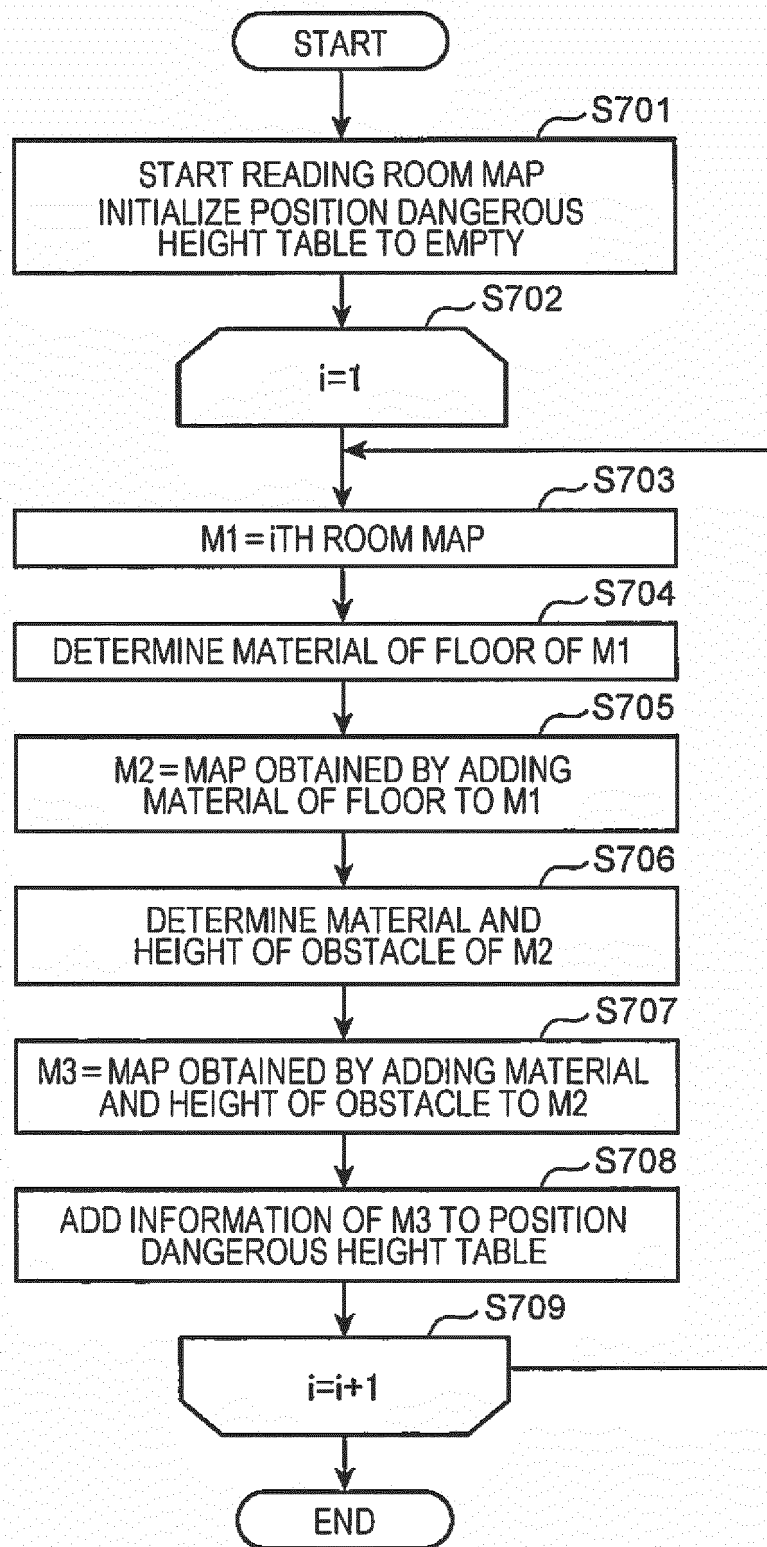 START
S701
START READING ROOM MAP
INITIALIZE POSITION DANGEROUS
HEIGHT TABLE TO EMPTY
S702
i=1
S703
M1=iTH ROOM MAP
S704
DETERMINE MATERIAL OF FLOOR OF M1
S705
M2=MAP OBTAINED BY ADDING
MATERIAL OF FLOOR TO M1
S706
DETERMINE MATERIAL AND
HEIGHT OF OBSTACLE OF M2
S707
M3=MAP OBTAINED BY ADDING MATERIAL
AND HEIGHT OF OBSTACLE TO M2
S708
ADD INFORMATION OF M3 TO POSITION
DANGEROUS HEIGHT TABLE
S709
i=i+1
END